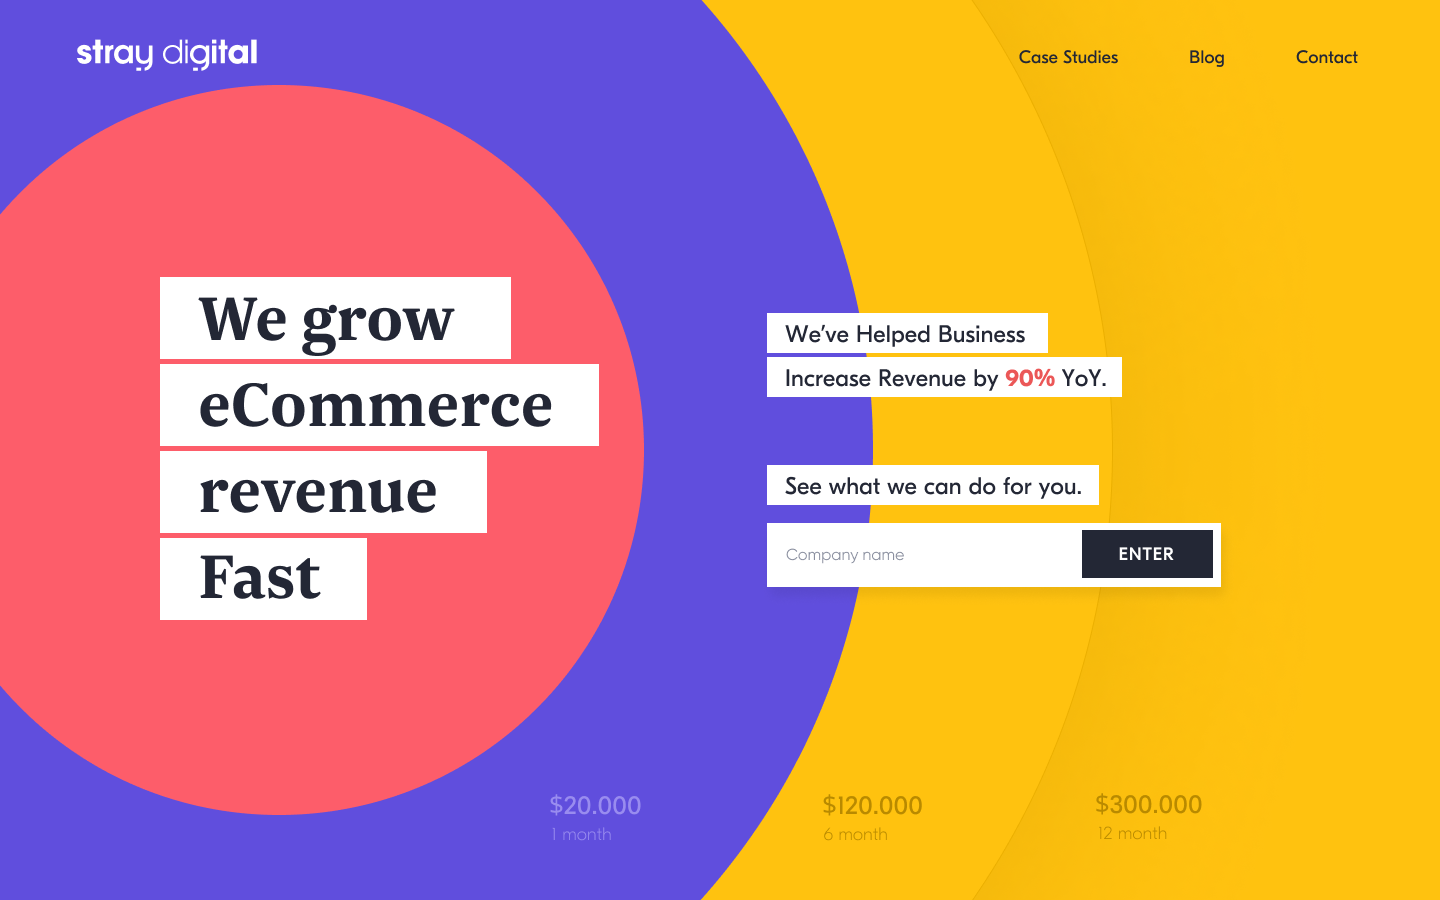 stray digital
Case Studies
Blog
Contact
We grow
eCommerce
revenue
Fast
We’ve Helped Business
Increase Revenue by 90% YoY.
See what we can do for you.
Company name
ENTER
$20.000
1 month
$120.000
6 month
$300.000
12 month